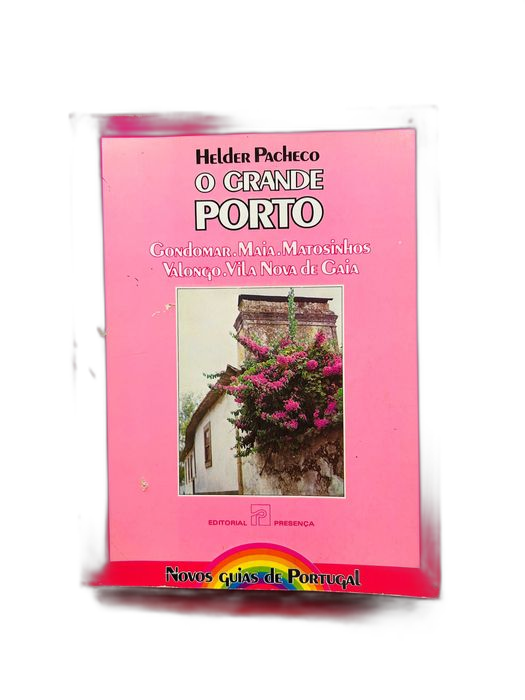 Helder Pacheco
O GRANDE
PORTO
Gondomar.Maia.Matosinhos
Valongo.Vila Nova de Gaia
EDITORIAL PRESENÇA
Novos guias de Portugal